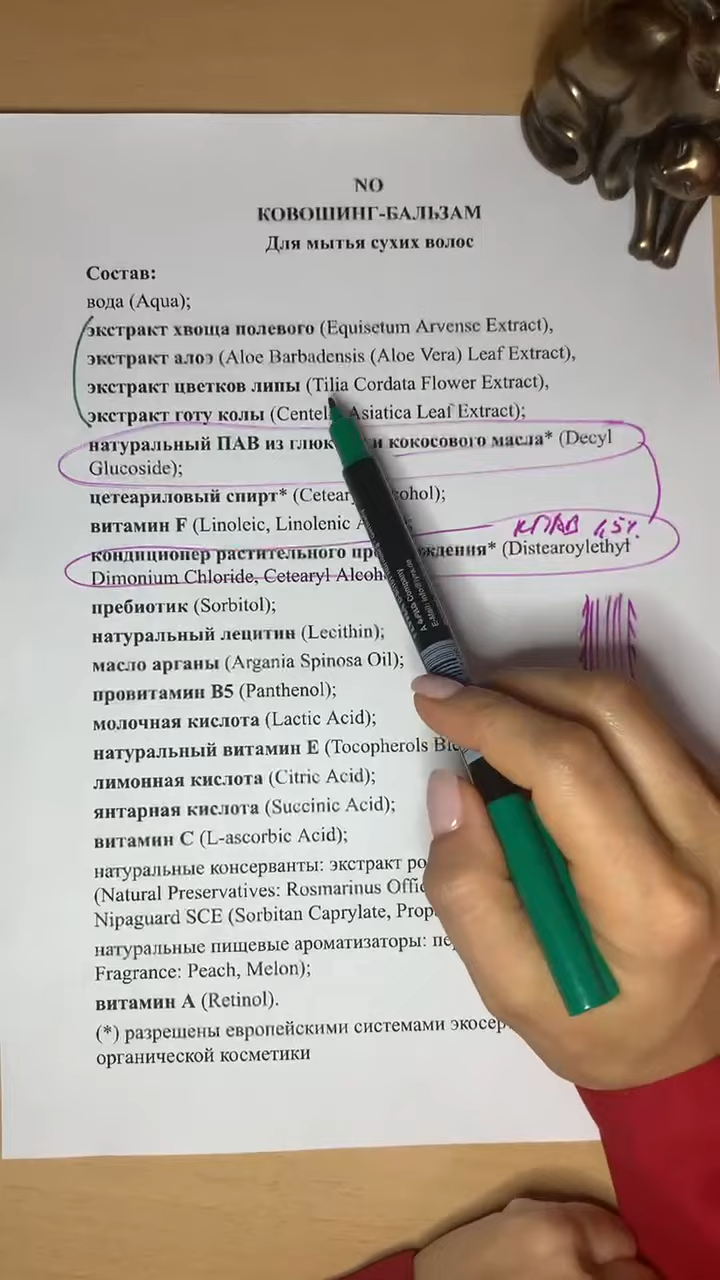 NO
КОВОШИНГ-БАЛЬЗАМ
Для мытья сухих волос
Состав:
вода (Aqua);
экстракт хвоща полевого (Equisetum Arvense Extract),
экстракт алоэ (Aloe Barbadensis (Aloe Vera) Leaf Extract),
экстракт цветков липы (Tilia Cordata Flower Extract),
экстракт готу колы (Asiatica Leaf Extract);
натуральный ПАВ из кокосового масла* (Decyl
Glucoside);
цетеариловый спирт*
КПАВ 1,5%
витамин F (Linoleic, Linolenic
кондиционер растительного (Distearoylethyl
Dimonium Chloride, Cetearyl
пребиотик (Sorbitol);
натуральный лецитин (Lecithin);
масло арганы (Argania Spinosa Oil);
провитамин B5 (Panthenol);
молочная кислота (Lactic Acid);
натуральный витамин Е (Tocopherols
лимонная кислота (Citric Acid);
янтарная кислота (Succinic Acid);
витамин С (L-ascorbic Acid);
натуральные консерванты: экстракт
(Natural Preservatives: Rosmarinus
Nipaguard SCE (Sorbitan Caprylate,
натуральные пищевые ароматизаторы:
Fragrance: Peach, Melon);
витамин А (Retinol).
(*) разрешены европейскими системами
органической косметики